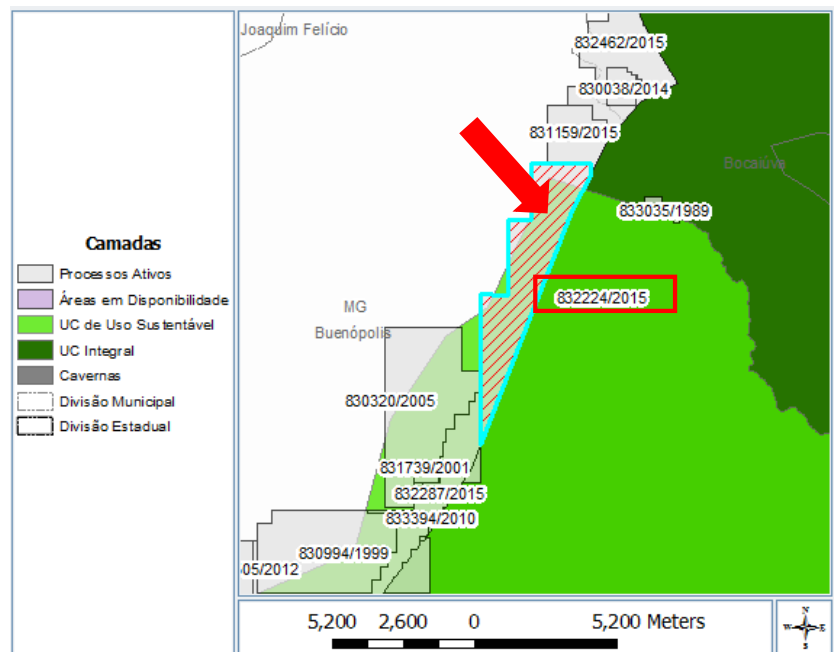 Camadas
Processos Ativos
Áreas em Disponibilidade
UC de Uso Sustentável
UC Integral
Cavernas
Divisão Municipal
Divisão Estadual
Joaquim Felício
832462/2015
830038/2014
831159/2015
Bocaiúva
833035/1989
832224/2015
MG
Buenópolis
830320/2005
831739/2001
832287/2015
833394/2010
830994/1999
05/2012
5,200 2,600 0 5,200 Meters
N
W E
S